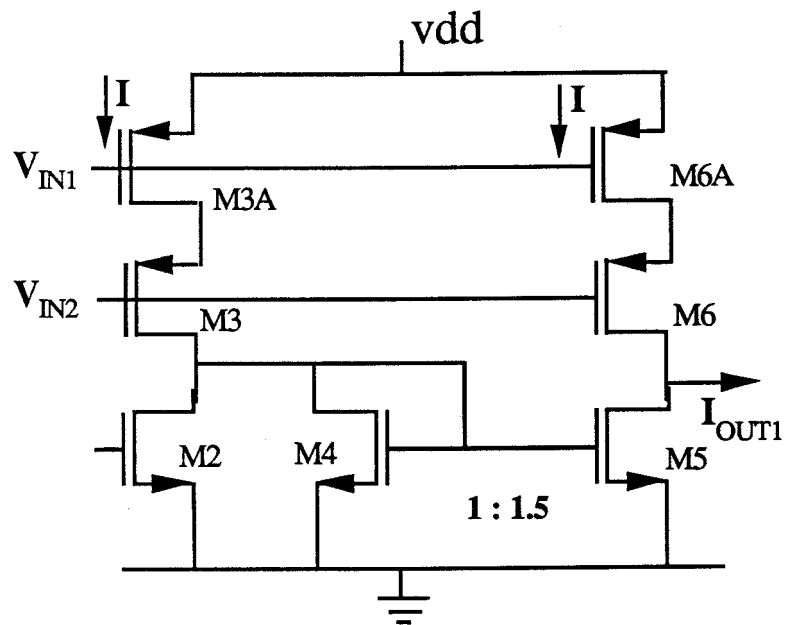 vdd
I
I
V_IN1
M3A
M6A
V_IN2
M3
M6
I_OUT1
M2
M4
M5
1 : 1.5